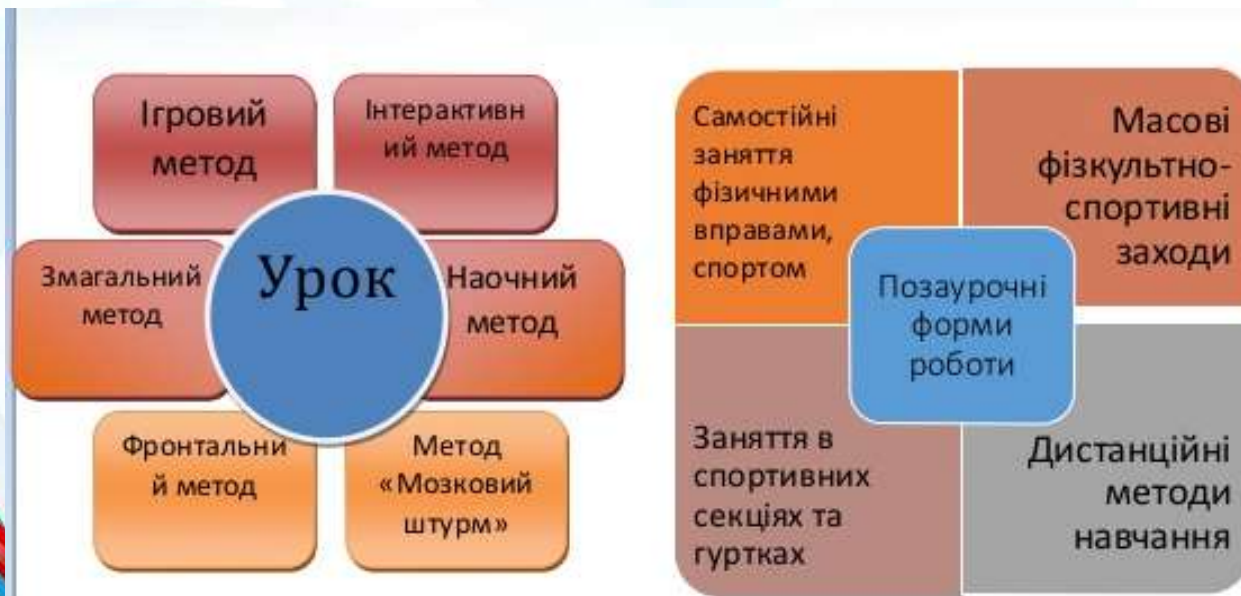 Ігровий
метод
Інтерактивн
ий метод
Змагальний
метод
Урок
Наочний
метод
Фронтальни
й метод
Метод
«Мозковий
штурм»
Самостійні
заняття
фізичними
вправами,
спортом
Масові
фізкультно-
спортивні
заходи
Позаурочні
форми
роботи
Заняття в
спортивних
секціях та
гуртках
Дистанційні
методи
навчання